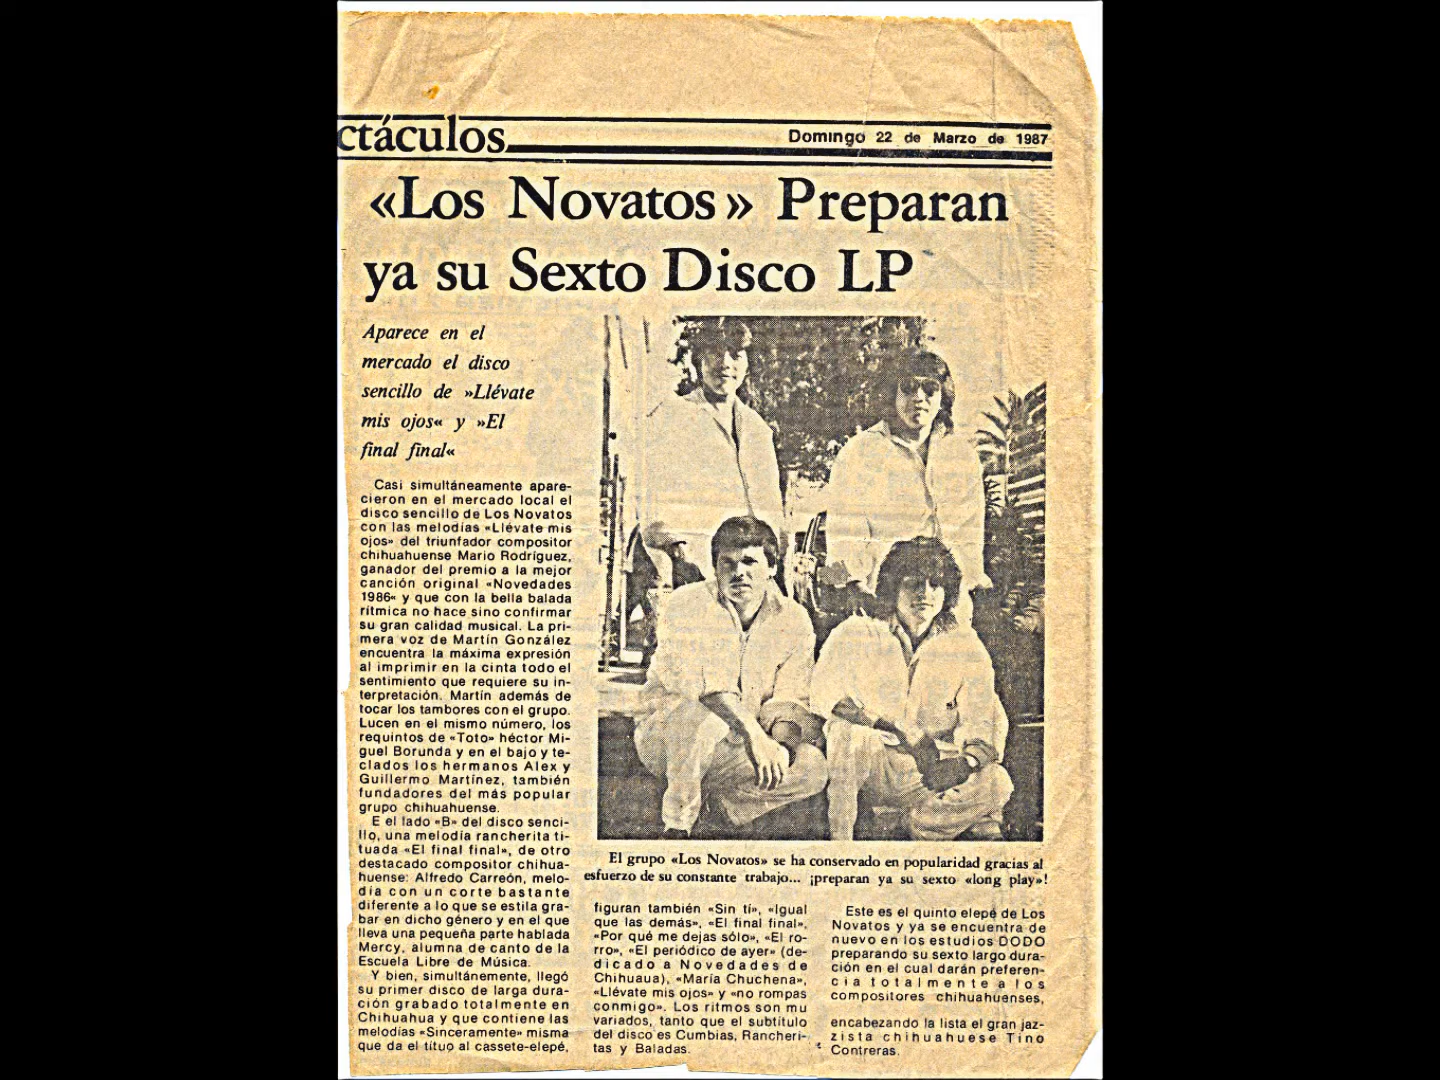 ctáculos
Domingo 22 de Marzo de 1987
«Los Novatos» Preparan
ya su Sexto Disco LP
Aparece en el
mercado el disco
sencillo de »Llévate
mis ojos« y »El
final final«
Casi simultáneamente apare-
cieron en el mercado local el
disco sencillo de Los Novatos
con las melodías «Llévate mis
ojos» del triunfador compositor
chihuahuense Mario Rodríguez,
ganador del premio a la mejor
canción original «Novedades
1986« y que con la bella balada
rítmica no hace sino confirmar
su gran calidad musical. La pri-
mera voz de Martín González
encuentra la máxima expresión
al imprimir en la cinta todo el
sentimiento que requiere su in-
terpretación. Martín además de
tocar los tambores con el grupo.
Lucen en el mismo número, los
requintos de «Toto» héctor Mi-
guel Borunda y en el bajo y te-
clados los hermanos Alex y
Guillermo Martínez, también
fundadores del más popular
grupo chihuahuense.
E el lado «B» del disco senci-
llo, una melodía rancherita ti-
tuada «El final final», de otro
destacado compositor chihua-
huense: Alfredo Carreón, melo-
día con un corte bastante
diferente a lo que se estila gra-
bar en dicho género y en el que
lleva una pequeña parte hablada
Mercy, alumna de canto de la
Escuela Libre de Música.
Y bien, simultánemente, llegó
su primer disco de larga dura-
ción grabado totalmente en
Chihuahua y que contiene las
melodías «Sinceramente» misma
que da el títuo al cassete-elepé,
El grupo «Los Novatos» se ha conservado en popularidad gracias al
esfuerzo de su constante trabajo... ¡preparan ya su sexto «long play»!
figuran también «Sin tí», «Igual
que las demás», «El final final»,
«Por qué me dejas sólo», «El ro-
rro», «El periódico de ayer» (de-
dicado a Novedades de
Chihuaua), «María Chuchena»,
«Llévate mis ojos» y «no rompas
conmigo». Los ritmos son mu
variados, tanto que el subtítulo
del disco es Cumbias, Rancheri-
tas y Baladas.
Este es el quinto elepé de Los
Novatos y ya se encuentra de
nuevo en los estudios DODO
preparando su sexto largo dura-
ción en el cual darán preferen-
cia totalmente a los
compositores chihuahuenses,
encabezando la lista el gran jaz-
zista chihuahuese Tino
Contreras.